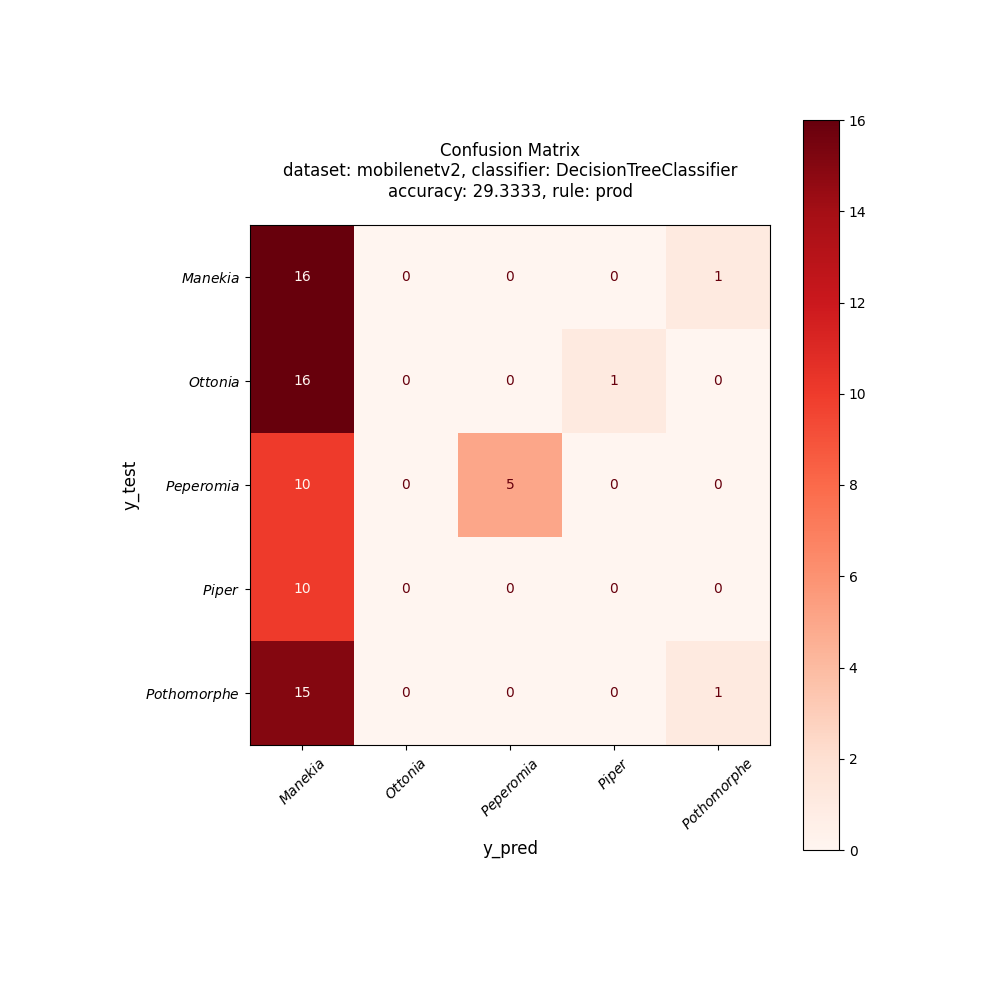 Confusion Matrix
dataset: mobilenetv2, classifier: DecisionTreeClassifier
accuracy: 29.3333, rule: prod
y_test
Manekia 16 0 0 0 1
Ottonia 16 0 0 1 0
Peperomia 10 0 5 0 0
Piper 10 0 0 0 0
Pothomorphe 15 0 0 0 1
Manekia Ottonia Peperomia Piper Pothomorphe
y_pred
16
14
12
10
8
6
4
2
0